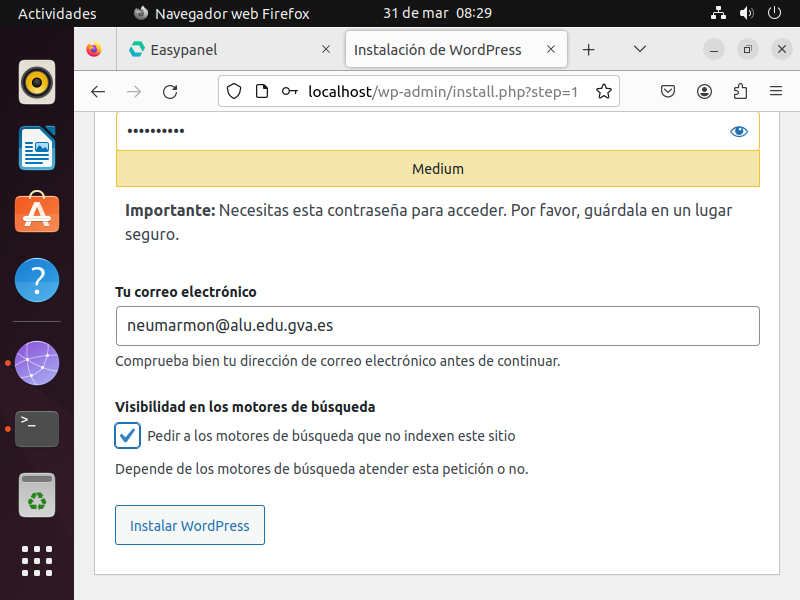 Actividades
Navegador web Firefox
31 de mar 08:29
Easypanel
Instalación de WordPress
localhost/wp-admin/install.php?step=1
••••••••••
Medium
Importante: Necesitas esta contraseña para acceder. Por favor, guárdala en un lugar
seguro.
Tu correo electrónico
neumarmon@alu.edu.gva.es
Comprueba bien tu dirección de correo electrónico antes de continuar.
Visibilidad en los motores de búsqueda
Pedir a los motores de búsqueda que no indexen este sitio
Depende de los motores de búsqueda atender esta petición o no.
Instalar WordPress